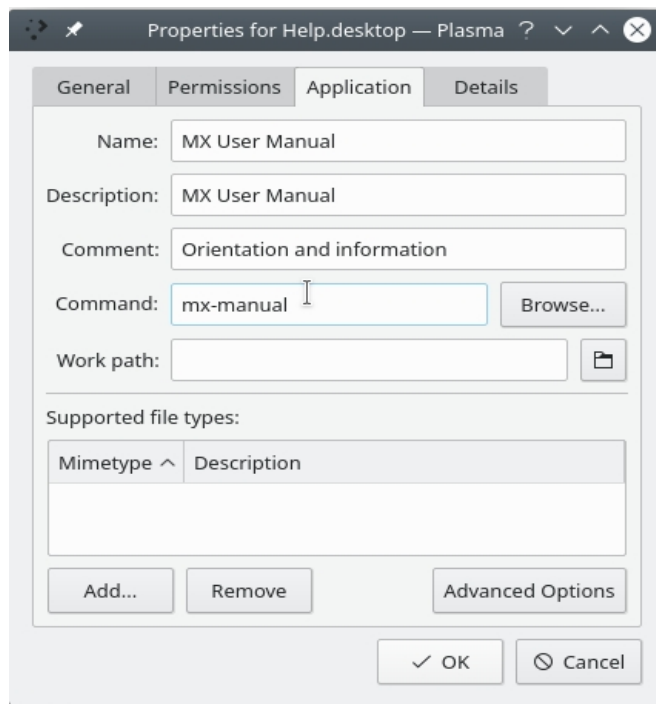 Properties for Help.desktop — Plasma ?
General Permissions Application Details
Name: MX User Manual
Description: MX User Manual
Comment: Orientation and information
Command: mx-manual Browse...
Work path:
Supported file types:
Mimetype Description
Add... Remove Advanced Options
OK Cancel